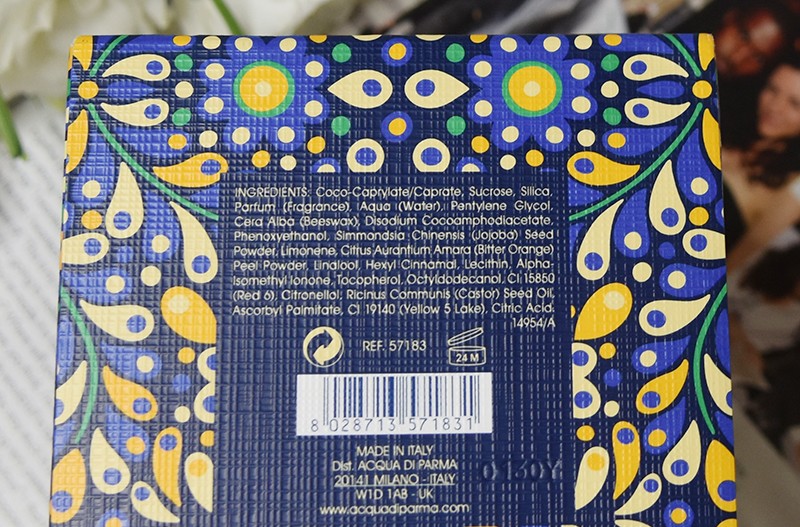 INGREDIENTS: Coco-Caprylate/Caprate, Sucrose, Silica,
Parfum (Fragrance), Aqua (Water), Pentylene Glycol,
Cera Alba (Beeswax), Disodium Cocoamphodiacetate,
Phenoxyethanol, Simmondsia Chinensis (Jojoba) Seed
Powder, Limonene, Citrus Aurantium Amara (Bitter Orange)
Peel Powder, Linalool, Hexyl Cinnamal, Lecithin, Alpha-
Isomethyl Ionone, Tocopherol, Octyldodecanol, CI 15850
(Red 6), Citronellol, Ricinus Communis (Castor) Seed Oil,
Ascorbyl Palmitate, CI 19140 (Yellow 5 Lake), Citric Acid.
14954/A
REF. 57183
24 M
8 028713 571831
MADE IN ITALY
Dist. ACQUA DI PARMA
20141 MILANO - ITALY
W1D 1AB - UK
www.acquadiparma.com